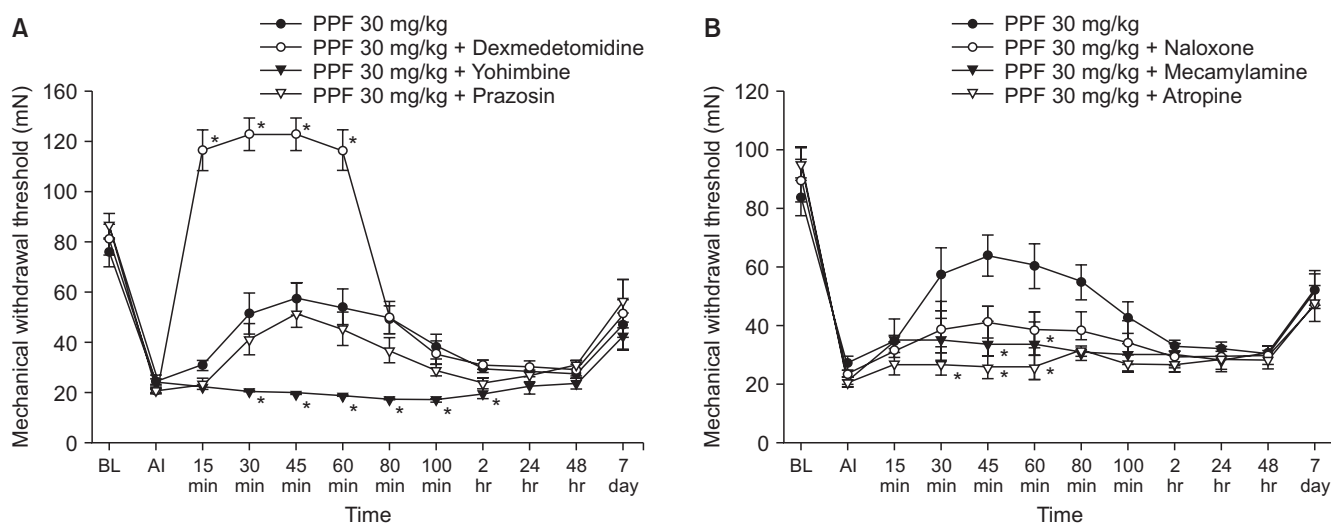 A
PPF 30 mg/kg
PPF 30 mg/kg + Dexmedetomidine
PPF 30 mg/kg + Yohimbine
PPF 30 mg/kg + Prazosin
Mechanical withdrawal threshold (mN)
160
140
120
100
80
60
40
20
0
* * * *
* * * * * *
BL AI 15 30 45 60 80 100 2 24 48 7
min min min min min min hr hr hr day
Time
B
PPF 30 mg/kg
PPF 30 mg/kg + Naloxone
PPF 30 mg/kg + Mecamylamine
PPF 30 mg/kg + Atropine
Mechanical withdrawal threshold (mN)
120
100
80
60
40
20
0
* *
* * *
BL AI 15 30 45 60 80 100 2 24 48 7
min min min min min min hr hr hr day
Time